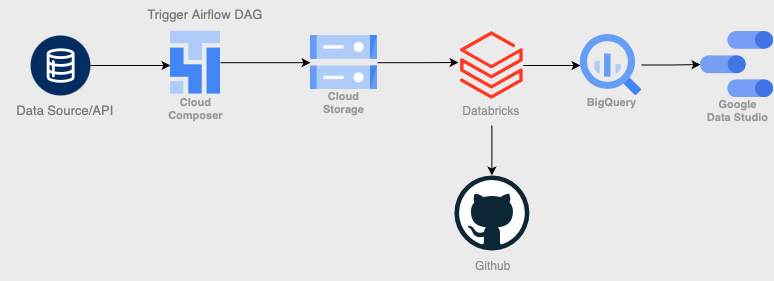 Trigger Airflow DAG
Data Source/API
Cloud
Composer
Cloud
Storage
Databricks
BigQuery
Google
Data Studio
Github